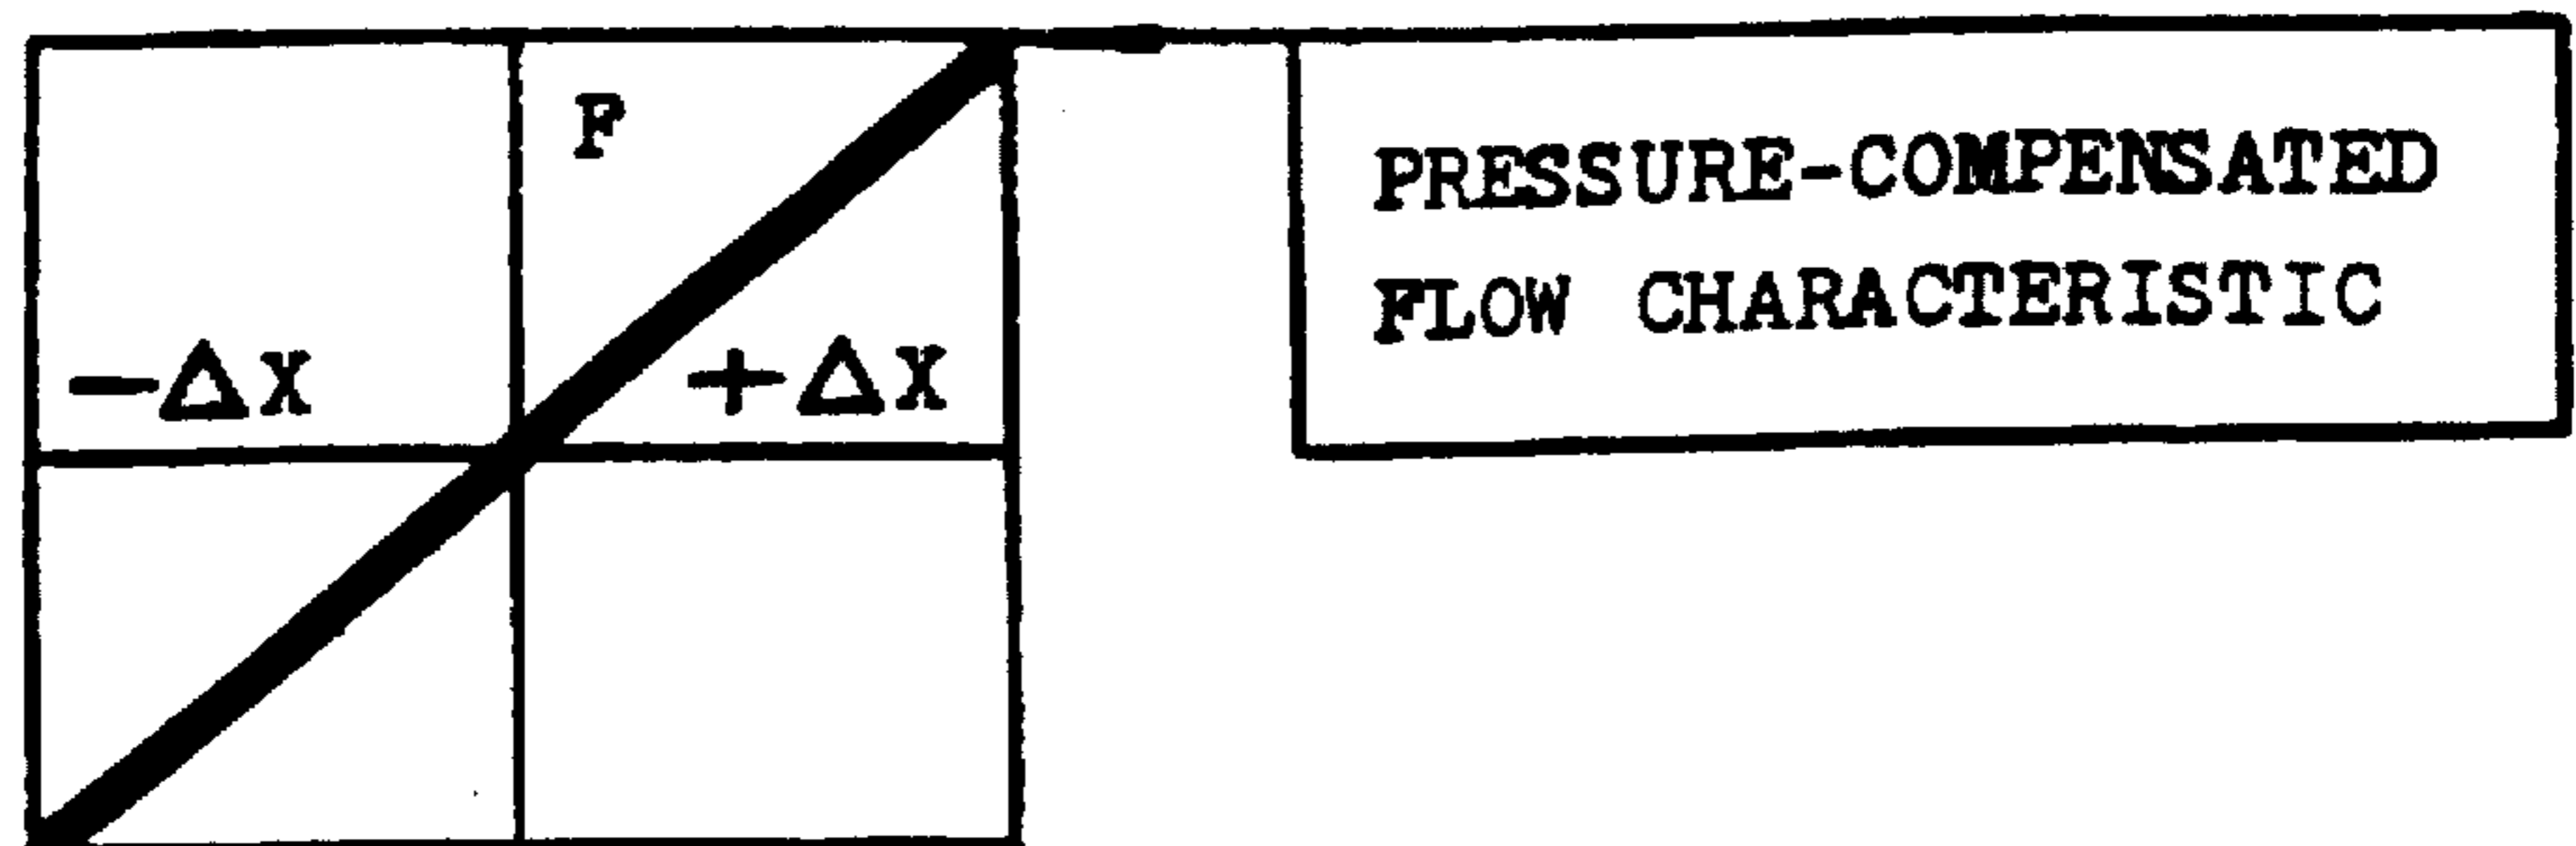 F
-ΔX +ΔX
PRESSURE-COMPENSATED
FLOW CHARACTERISTIC